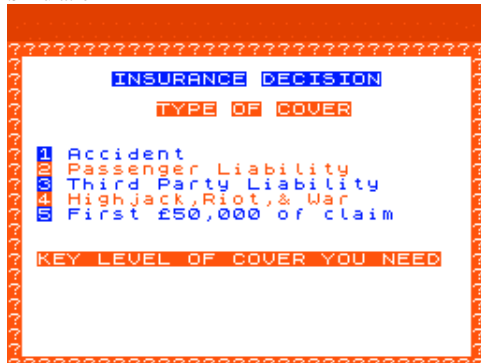 ????????????????????????????????
INSURANCE DECISION
TYPE OF COVER
1 Accident
2 Passenger Liability
3 Third Party Liability
4 Highjack,Riot,& War
5 First £50,000 of claim
KEY LEVEL OF COVER YOU NEED
????????????????????????????????